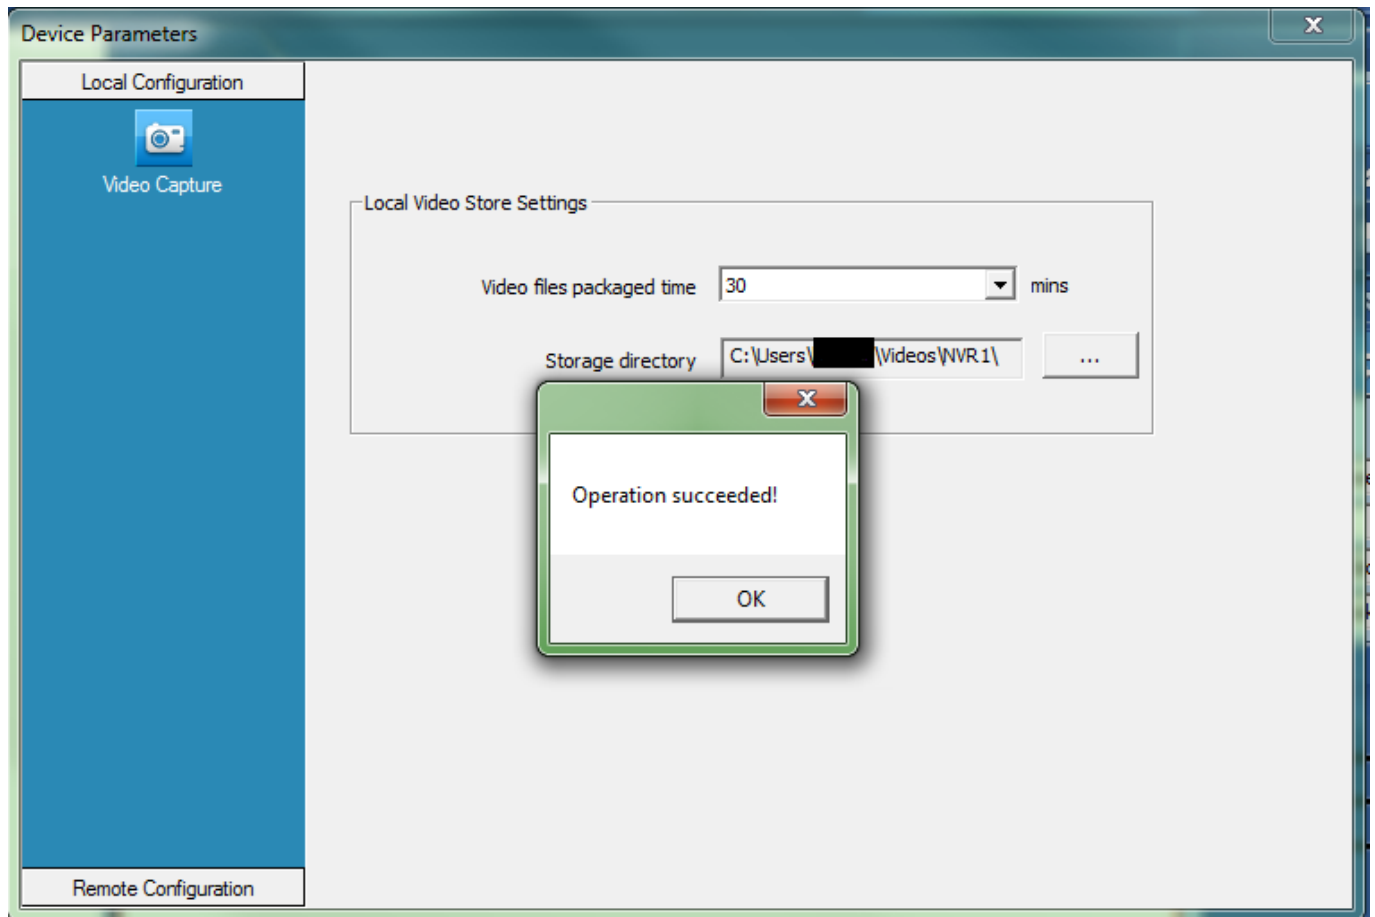 Device Parameters
Local Configuration
Video Capture
Local Video Store Settings
Video files packaged time 30 mins
Storage directory C:\Users\ \Videos\NVR1\ ...
Operation succeeded!
OK
Remote Configuration